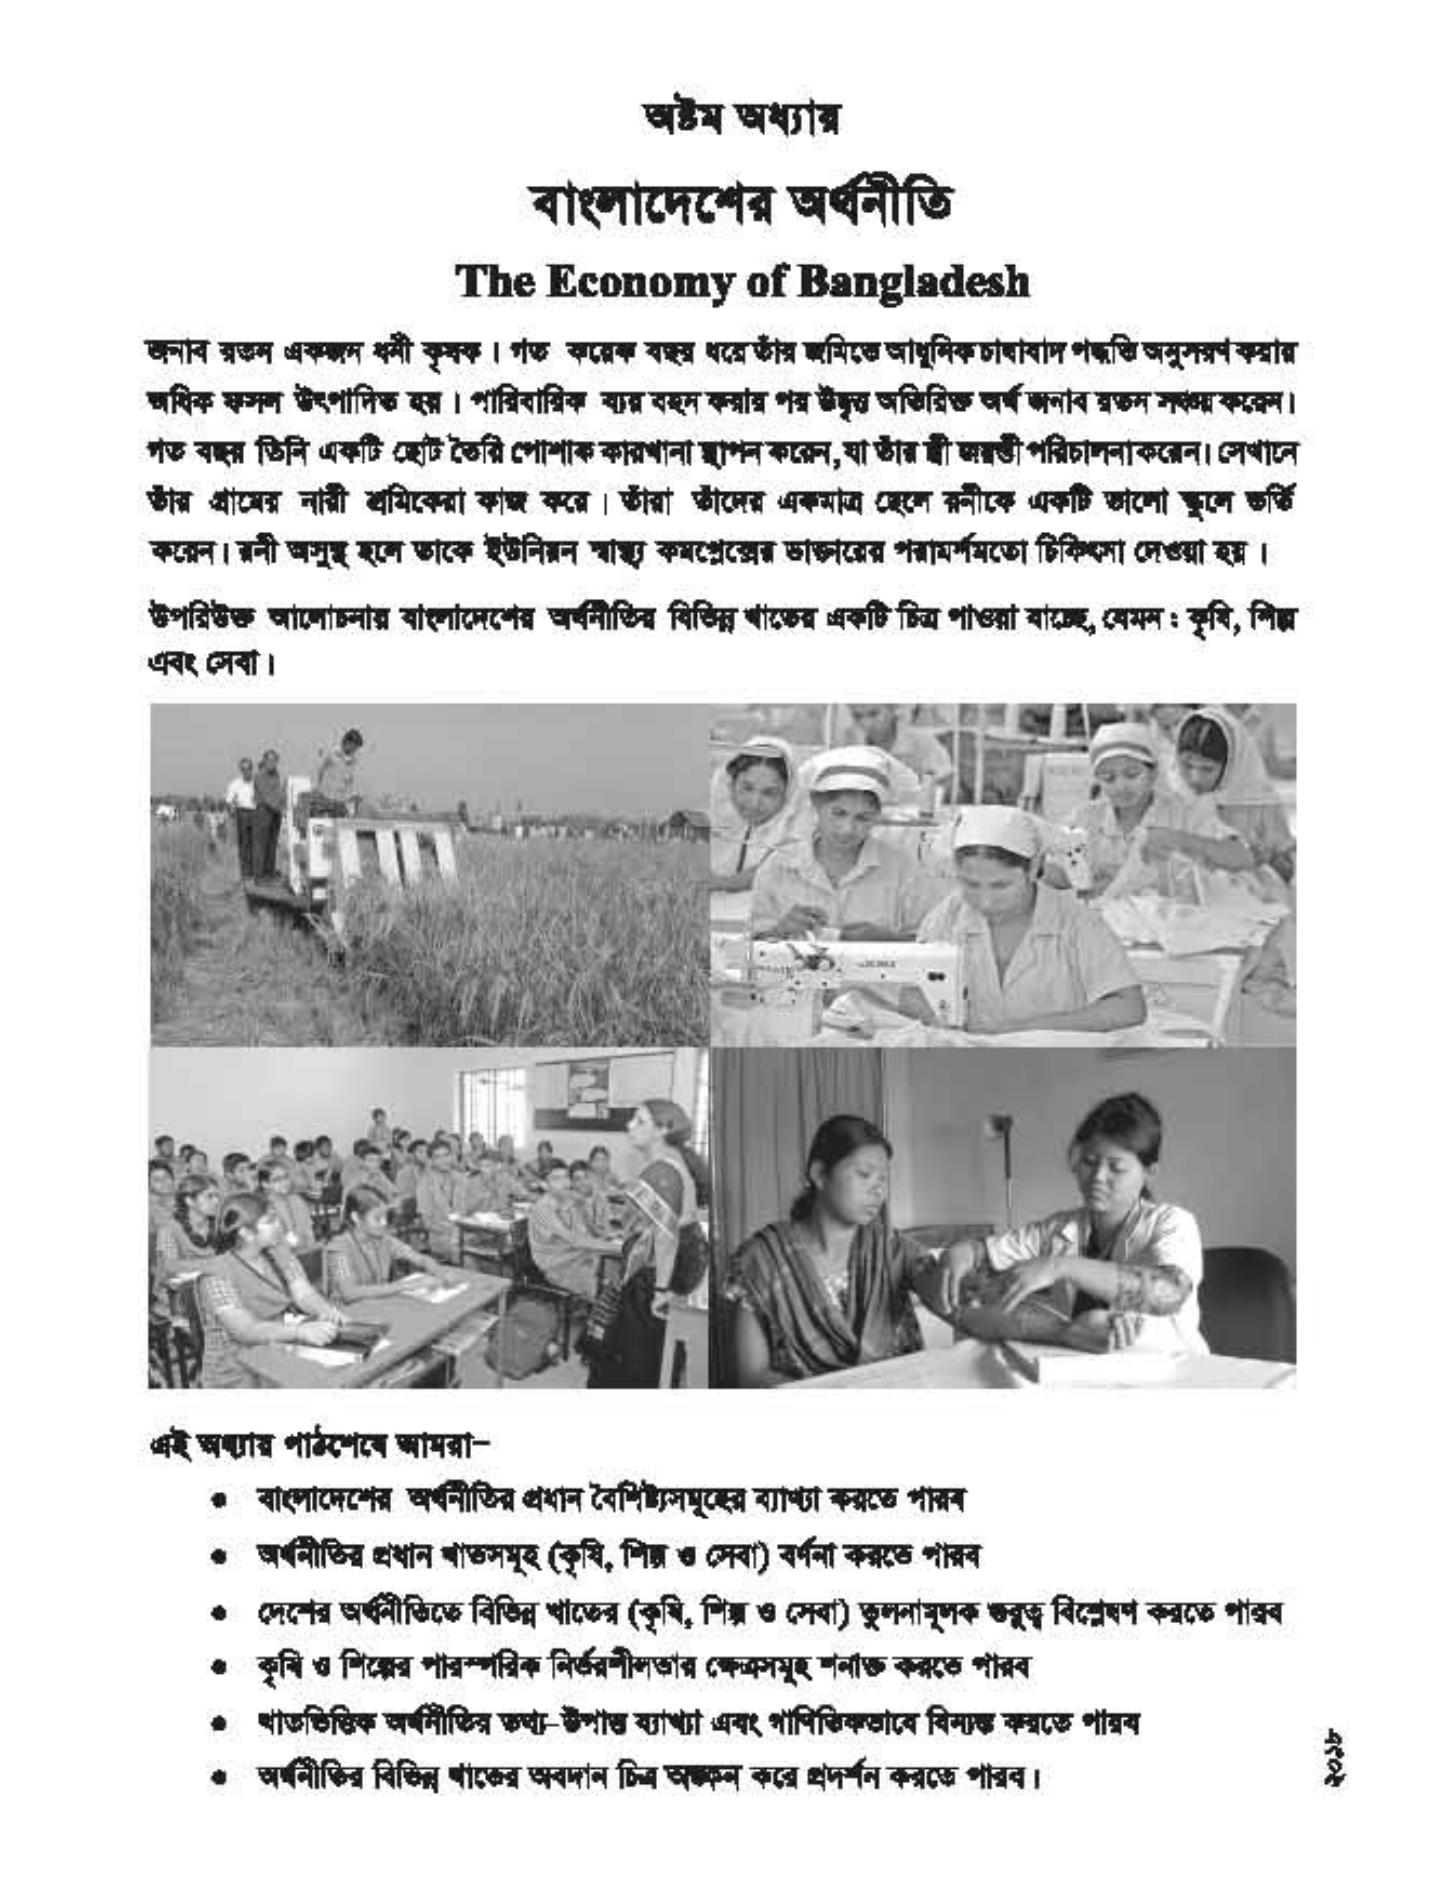 অষ্টম অধ্যায়
বাংলাদেশের অর্থনীতি
The Economy of Bangladesh
জনাব রতন একজন ধনী কৃষক। গত কয়েক বছর ধরে তাঁর জমিতে আধুনিক চাষাবাদ পদ্ধতি অনুসরণ করায়
অধিক ফসল উৎপাদিত হয়। পারিবারিক ব্যয় বহন করার পর উদ্বৃত্ত অতিরিক্ত অর্থ জনাব রতন সঞ্চয় করেন।
গত বছর তিনি একটি ছোট তৈরি পোশাক কারখানা স্থাপন করেন, যা তাঁর স্ত্রী জয়ন্তী পরিচালনা করেন। সেখানে
তাঁর গ্রামের নারী শ্রমিকেরা কাজ করে। তাঁরা তাঁদের একমাত্র ছেলে রনীকে একটি ভালো স্কুলে ভর্তি
করেন। রনী অসুস্থ হলে তাকে ইউনিয়ন স্বাস্থ্য কমপ্লেক্সের ডাক্তারের পরামর্শমতো চিকিৎসা দেওয়া হয়।
উপরিউক্ত আলোচনায় বাংলাদেশের অর্থনীতির বিভিন্ন খাতের একটি চিত্র পাওয়া যাচ্ছে, যেমন : কৃষি, শিল্প
এবং সেবা।
এই অধ্যায় পাঠশেষে আমরা–
● বাংলাদেশের অর্থনীতির প্রধান বৈশিষ্ট্যসমূহের ব্যাখ্যা করতে পারব
● অর্থনীতির প্রধান খাতসমূহ (কৃষি, শিল্প ও সেবা) বর্ণনা করতে পারব
● দেশের অর্থনীতিতে বিভিন্ন খাতের (কৃষি, শিল্প ও সেবা) তুলনামূলক গুরুত্ব বিশ্লেষণ করতে পারব
● কৃষি ও শিল্পের পারস্পরিক নির্ভরশীলতার ক্ষেত্রসমূহ শনাক্ত করতে পারব
● খাতভিত্তিক অর্থনীতির তথ্য–উপাত্ত ব্যাখ্যা এবং গাণিতিকভাবে বিন্যস্ত করতে পারব
● অর্থনীতির বিভিন্ন খাতের অবদান চিত্র অঙ্কন করে প্রদর্শন করতে পারব।
২০১৮